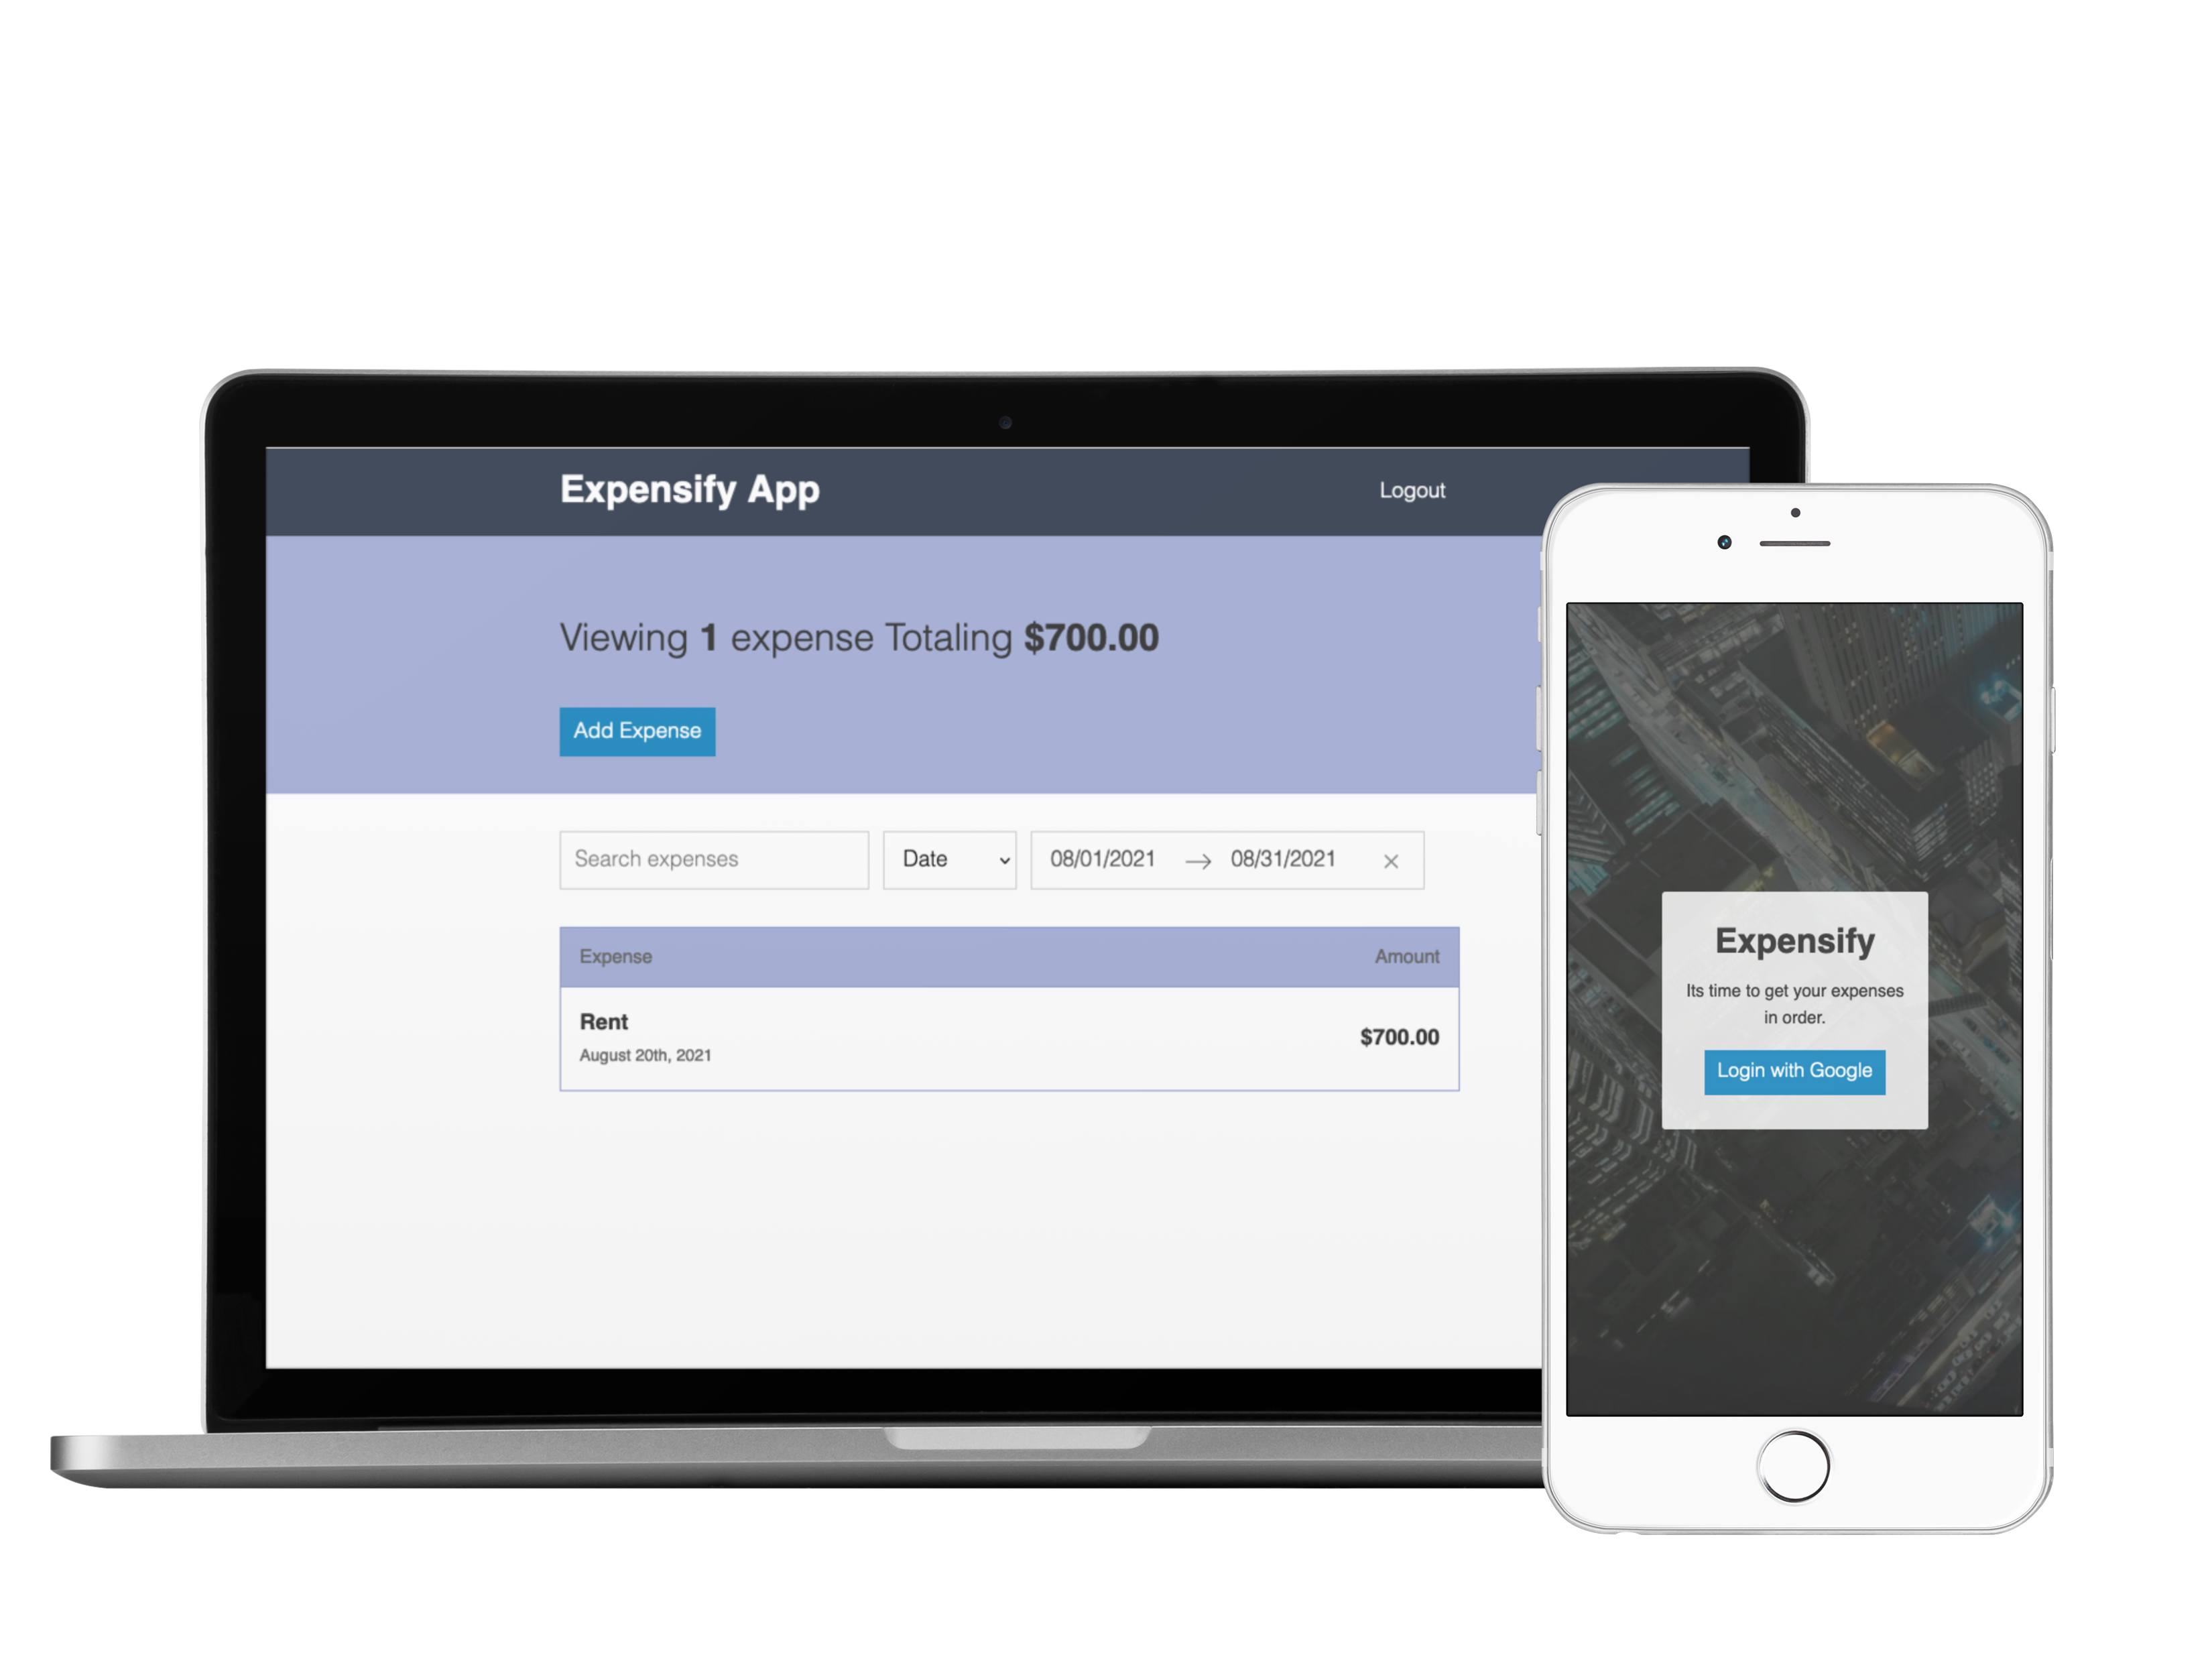 Expensify App
Logout
Viewing 1 expense Totaling $700.00
Add Expense
Search expenses
Date
08/01/2021 → 08/31/2021
Expense
Amount
Rent
August 20th, 2021
$700.00
Expensify
Its time to get your expenses
in order.
Login with Google